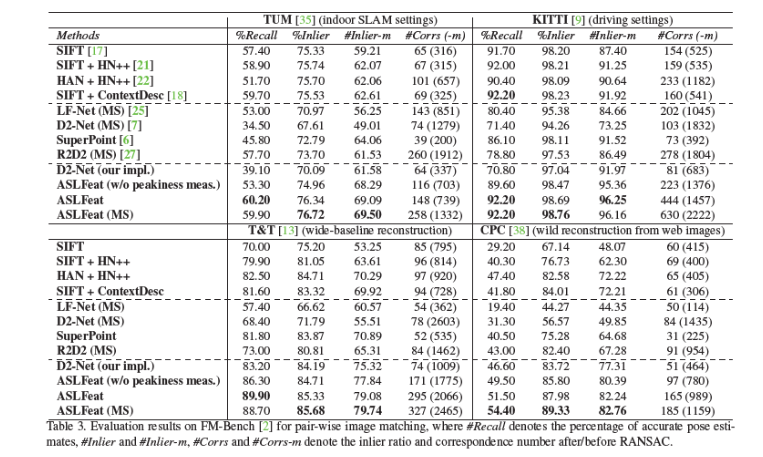 TUM [35] (indoor SLAM settings) KITTI [9] (driving settings)
Methods %Recall %Inlier #Inlier-m #Corrs (-m) %Recall %Inlier #Inlier-m #Corrs (-m)
SIFT [17] 57.40 75.33 59.21 65 (316) 91.70 98.20 87.40 154 (525)
SIFT + HN++ [21] 58.90 75.74 62.07 67 (315) 92.00 98.21 91.25 159 (535)
HAN + HN++ [22] 51.70 75.70 62.06 101 (657) 90.40 98.09 90.64 233 (1182)
SIFT + ContextDesc [18] 59.70 75.53 62.61 69 (325) 92.20 98.23 91.92 160 (541)
LF-Net (MS) [25] 53.00 70.97 56.25 143 (851) 80.40 95.38 84.66 202 (1045)
D2-Net (MS) [7] 34.50 67.61 49.01 74 (1279) 71.40 94.26 73.25 103 (1832)
SuperPoint [6] 45.80 72.79 64.06 39 (200) 86.10 98.11 91.52 73 (392)
R2D2 (MS) [27] 57.70 73.70 61.53 260 (1912) 78.80 97.53 86.49 278 (1804)
D2-Net (our impl.) 39.10 70.09 61.58 64 (337) 70.80 97.04 91.97 81 (683)
ASLFeat (w/o peakiness meas.) 53.30 74.96 68.29 116 (703) 89.60 98.47 95.36 223 (1376)
ASLFeat 60.20 76.34 69.09 148 (739) 92.20 98.69 96.25 444 (1457)
ASLFeat (MS) 59.90 76.72 69.50 258 (1332) 92.20 98.76 96.16 630 (2222)
T&T [13] (wide-baseline reconstruction) CPC [38] (wild reconstruction from web images)
SIFT 70.00 75.20 53.25 85 (795) 29.20 67.14 48.07 60 (415)
SIFT + HN++ 79.90 81.05 63.61 96 (814) 40.30 76.73 62.30 69 (400)
HAN + HN++ 82.50 84.71 70.29 97 (920) 47.40 82.58 72.22 65 (405)
SIFT + ContextDesc 81.60 83.32 69.92 94 (728) 41.80 84.01 72.21 61 (306)
LF-Net (MS) 57.40 66.62 60.57 54 (362) 19.40 44.27 44.35 50 (114)
D2-Net (MS) 68.40 71.79 55.51 78 (2603) 31.30 56.57 49.85 84 (1435)
SuperPoint 81.80 83.87 70.89 52 (535) 40.50 75.28 64.68 31 (225)
R2D2 (MS) 73.00 80.81 65.31 84 (1462) 43.00 82.40 67.28 91 (954)
D2-Net (our impl.) 83.20 84.19 75.32 74 (1009) 46.60 83.72 77.31 51 (464)
ASLFeat (w/o peakiness meas.) 86.30 84.71 77.84 171 (1775) 49.50 85.80 80.39 97 (780)
ASLFeat 89.90 85.33 79.08 295 (2066) 51.50 87.98 82.24 165 (989)
ASLFeat (MS) 88.70 85.68 79.74 327 (2465) 54.40 89.33 82.76 185 (1159)
Table 3. Evaluation results on FM-Bench [2] for pair-wise image matching, where #Recall denotes the percentage of accurate pose esti-
mates, #Inlier and #Inlier-m, #Corrs and #Corrs-m denote the inlier ratio and correspondence number after/before RANSAC.